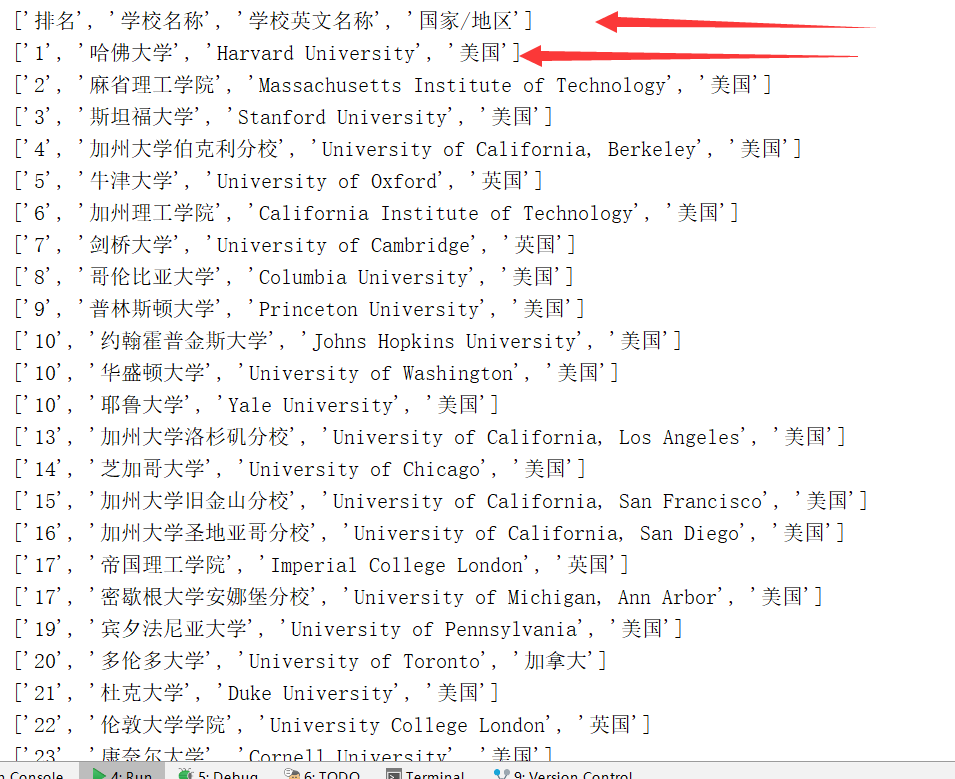 ['排名', '学校名称', '学校英文名称', '国家/地区']
['1', '哈佛大学', 'Harvard University', '美国']
['2', '麻省理工学院', 'Massachusetts Institute of Technology', '美国']
['3', '斯坦福大学', 'Stanford University', '美国']
['4', '加州大学伯克利分校', 'University of California, Berkeley', '美国']
['5', '牛津大学', 'University of Oxford', '英国']
['6', '加州理工学院', 'California Institute of Technology', '美国']
['7', '剑桥大学', 'University of Cambridge', '英国']
['8', '哥伦比亚大学', 'Columbia University', '美国']
['9', '普林斯顿大学', 'Princeton University', '美国']
['10', '约翰霍普金斯大学', 'Johns Hopkins University', '美国']
['10', '华盛顿大学', 'University of Washington', '美国']
['10', '耶鲁大学', 'Yale University', '美国']
['13', '加州大学洛杉矶分校', 'University of California, Los Angeles', '美国']
['14', '芝加哥大学', 'University of Chicago', '美国']
['15', '加州大学旧金山分校', 'University of California, San Francisco', '美国']
['16', '加州大学圣地亚哥分校', 'University of California, San Diego', '美国']
['17', '帝国理工学院', 'Imperial College London', '英国']
['17', '密歇根大学安娜堡分校', 'University of Michigan, Ann Arbor', '美国']
['19', '宾夕法尼亚大学', 'University of Pennsylvania', '美国']
['20', '多伦多大学', 'University of Toronto', '加拿大']
['21', '杜克大学', 'Duke University', '美国']
['22', '伦敦大学学院', 'University College London', '英国']
['23', '康奈尔大学', 'Cornell University', '美国']
n Console 4: Run 5: Debug 6: TODO Terminal 9: Version Control